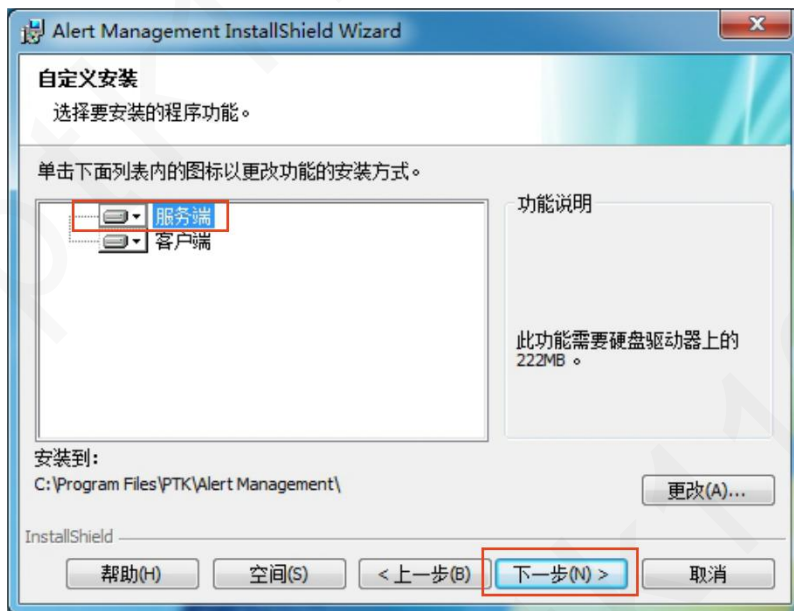 Alert Management InstallShield Wizard
自定义安装
选择要安装的程序功能。
单击下面列表内的图标以更改功能的安装方式。
服务端
客户端
功能说明
此功能需要硬盘驱动器上的
222MB。
安装到:
C:\Program Files\PTK\Alert Management\
更改(A)...
InstallShield
帮助(H)
空间(S)
<上一步(B)
下一步(N) >
取消